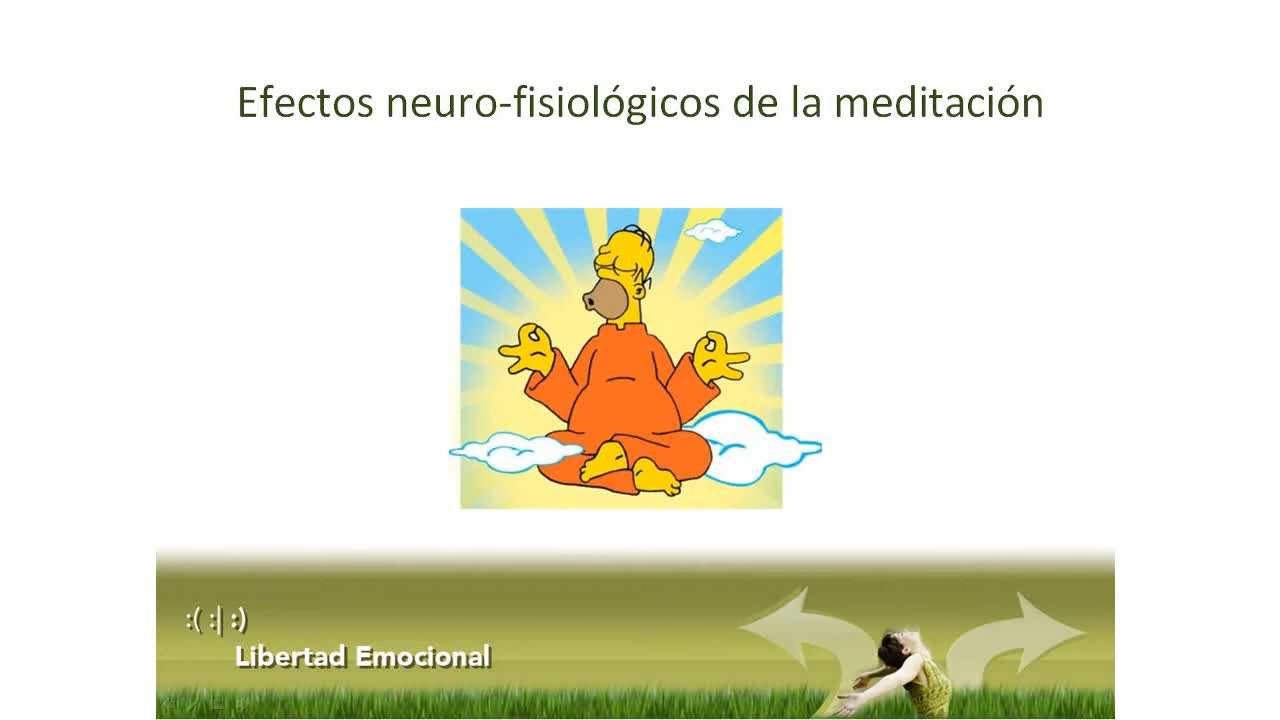 Efectos neuro-fisiológicos de la meditación
:( :| :)
Libertad Emocional